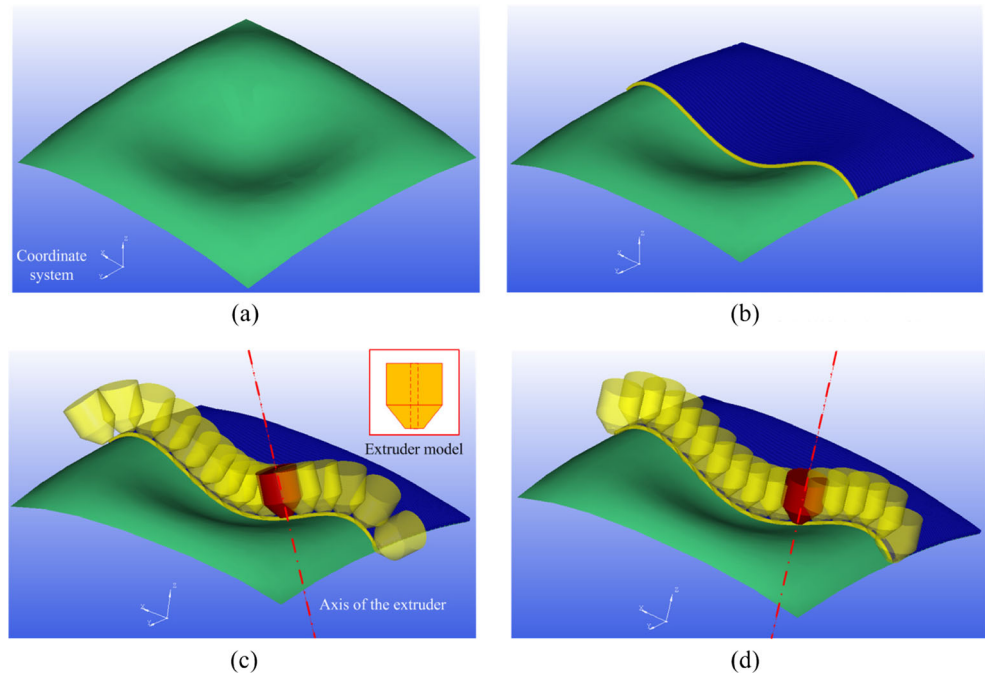 Coordinate
system
z
x
y
(a)
z
x
y
(b)
Extruder model
z
y
x
Axis of the extruder
(c)
z
y
x
(d)